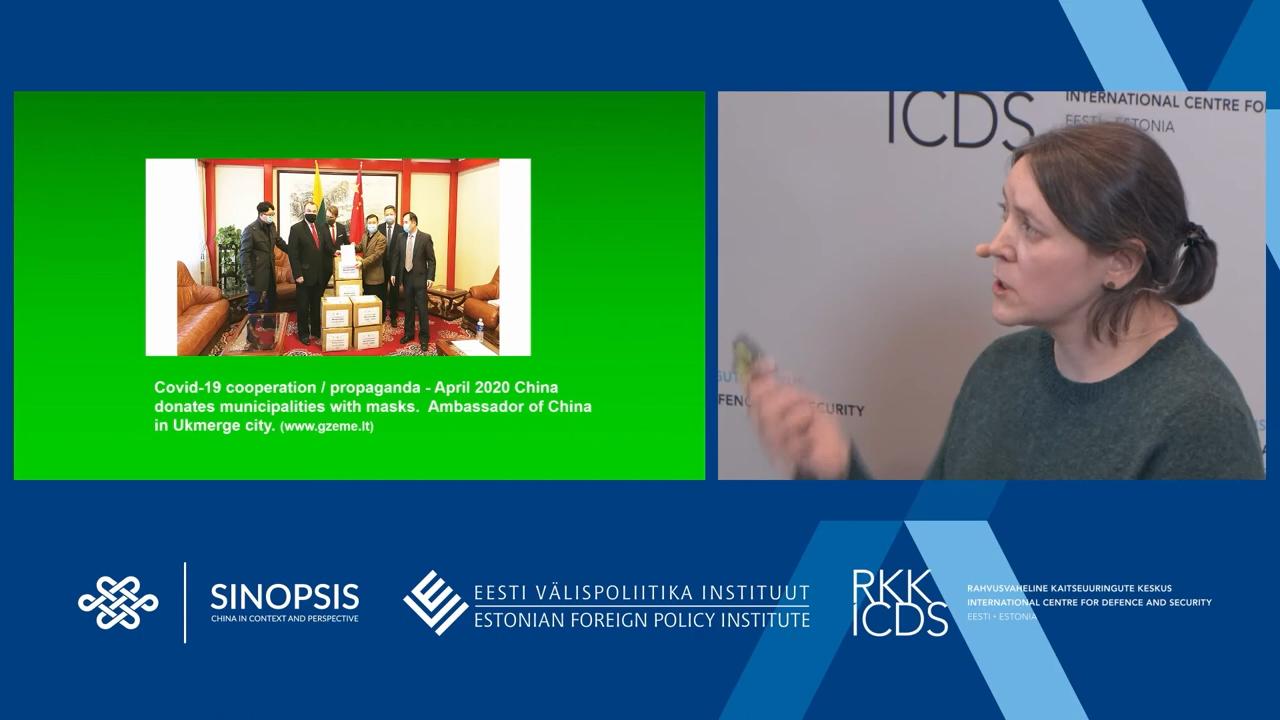 Covid-19 cooperation / propaganda - April 2020 China
donates municipalities with masks. Ambassador of China
in Ukmerge city. (www.gzeme.lt)
ICDS
INTERNATIONAL CENTRE FO
EESTI • ESTONIA
SECURITY
SINOPSIS
CHINA IN CONTEXT AND PERSPECTIVE
EESTI VÄLISPOLIITIKA INSTITUUT
ESTONIAN FOREIGN POLICY INSTITUTE
RKK
ICDS
RAHVUSVAHELINE KAITSEUURINGUTE KESKUS
INTERNATIONAL CENTRE FOR DEFENCE AND SECURITY
EESTI • ESTONIA